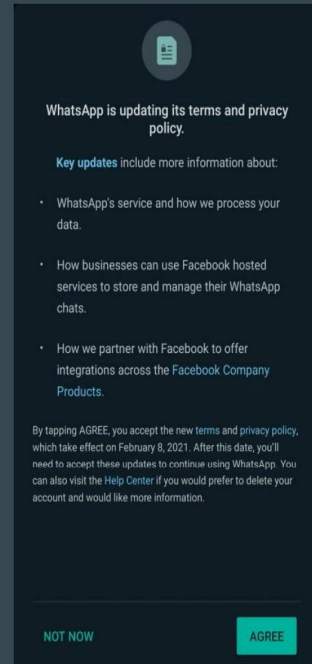 WhatsApp is updating its terms and privacy
policy.
Key updates include more information about:
• WhatsApp's service and how we process your
data.
• How businesses can use Facebook hosted
services to store and manage their WhatsApp
chats.
• How we partner with Facebook to offer
integrations across the Facebook Company
Products.
By tapping AGREE, you accept the new terms and privacy policy,
which take effect on February 8, 2021. After this date, you'll
need to accept these updates to continue using WhatsApp. You
can also visit the Help Center if you would prefer to delete your
account and would like more information.
NOT NOW
AGREE